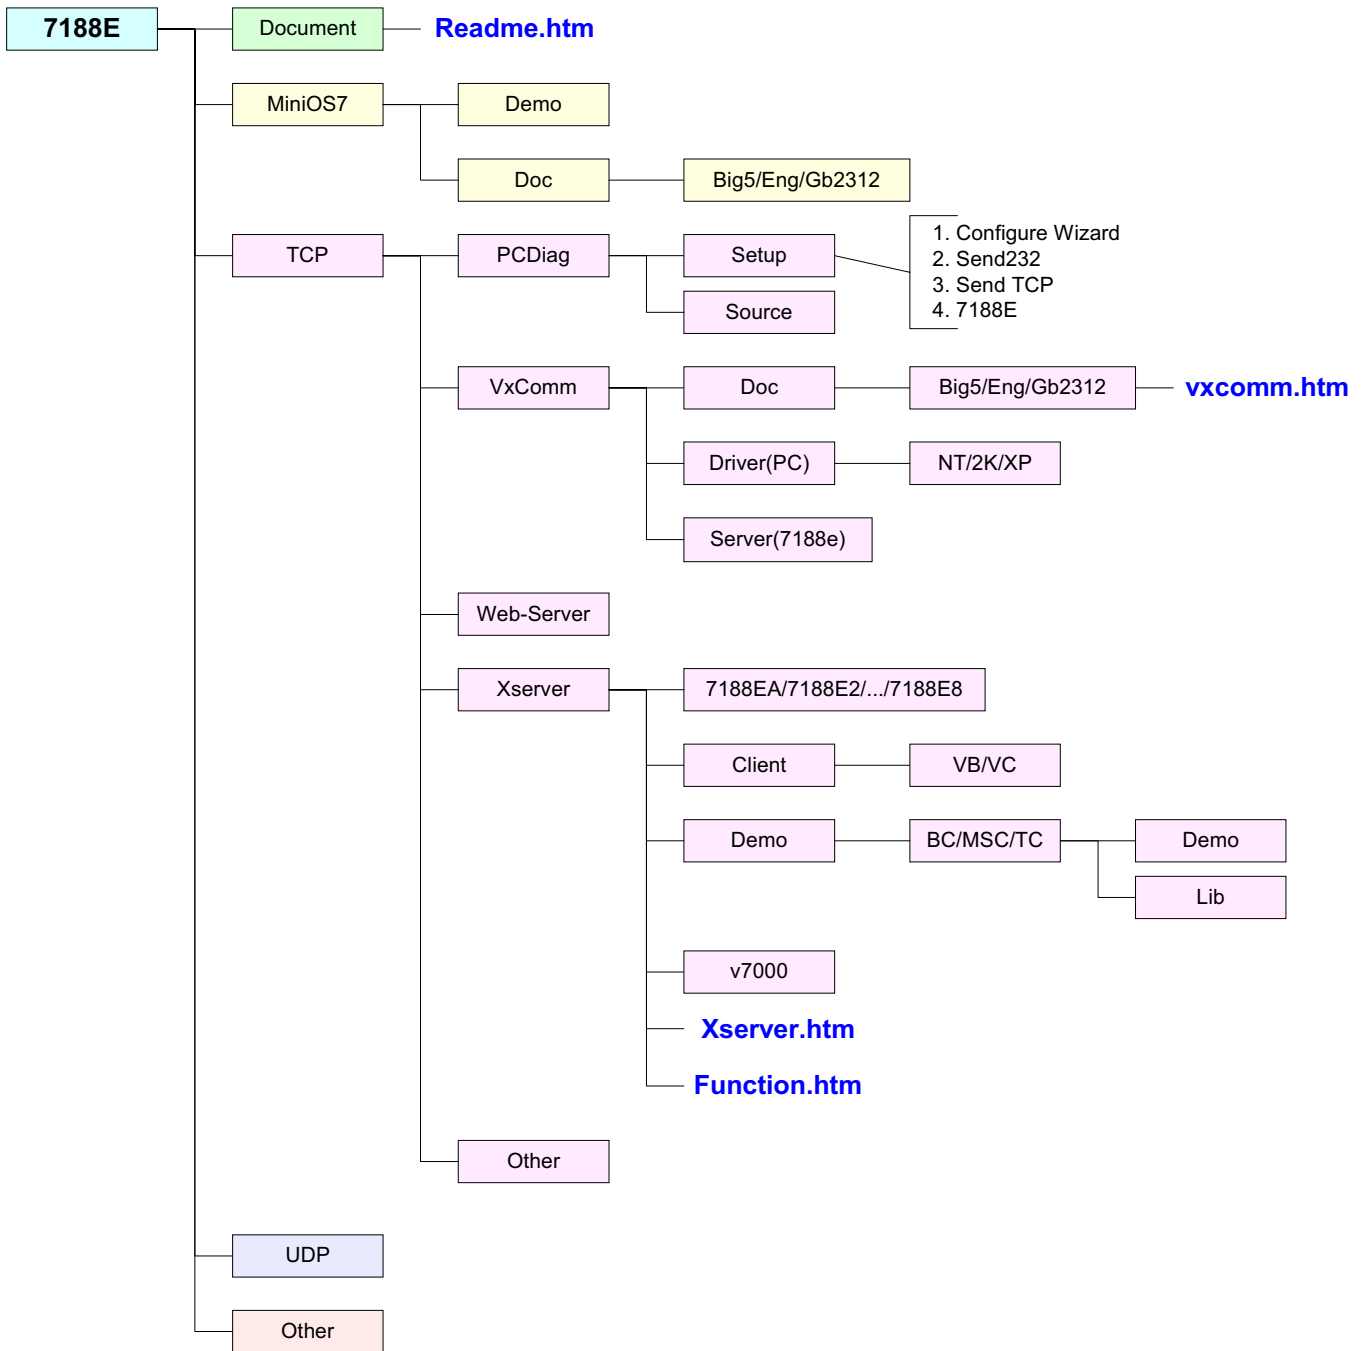 7188E
Document
Readme.htm
MiniOS7
Demo
Doc
Big5/Eng/Gb2312
TCP
PCDiag
Setup
1. Configure Wizard
2. Send232
3. Send TCP
4. 7188E
Source
VxComm
Doc
Big5/Eng/Gb2312
vxcomm.htm
Driver(PC)
NT/2K/XP
Server(7188e)
Web-Server
Xserver
7188EA/7188E2/.../7188E8
Client
VB/VC
Demo
BC/MSC/TC
Demo
Lib
v7000
Xserver.htm
Function.htm
Other
UDP
Other